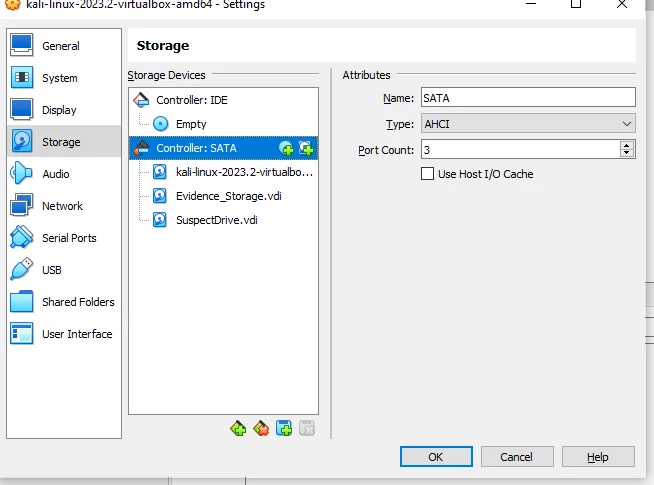 kali-linux-2023.2-virtualbox-amd64 - Settings
General
System
Display
Storage
Audio
Network
Serial Ports
USB
Shared Folders
User Interface
Storage
Storage Devices
Controller: IDE
Empty
Controller: SATA
kali-linux-2023.2-virtualbo...
Evidence_Storage.vdi
SuspectDrive.vdi
Attributes
Name: SATA
Type: AHCI
Port Count: 3
Use Host I/O Cache
OK Cancel Help